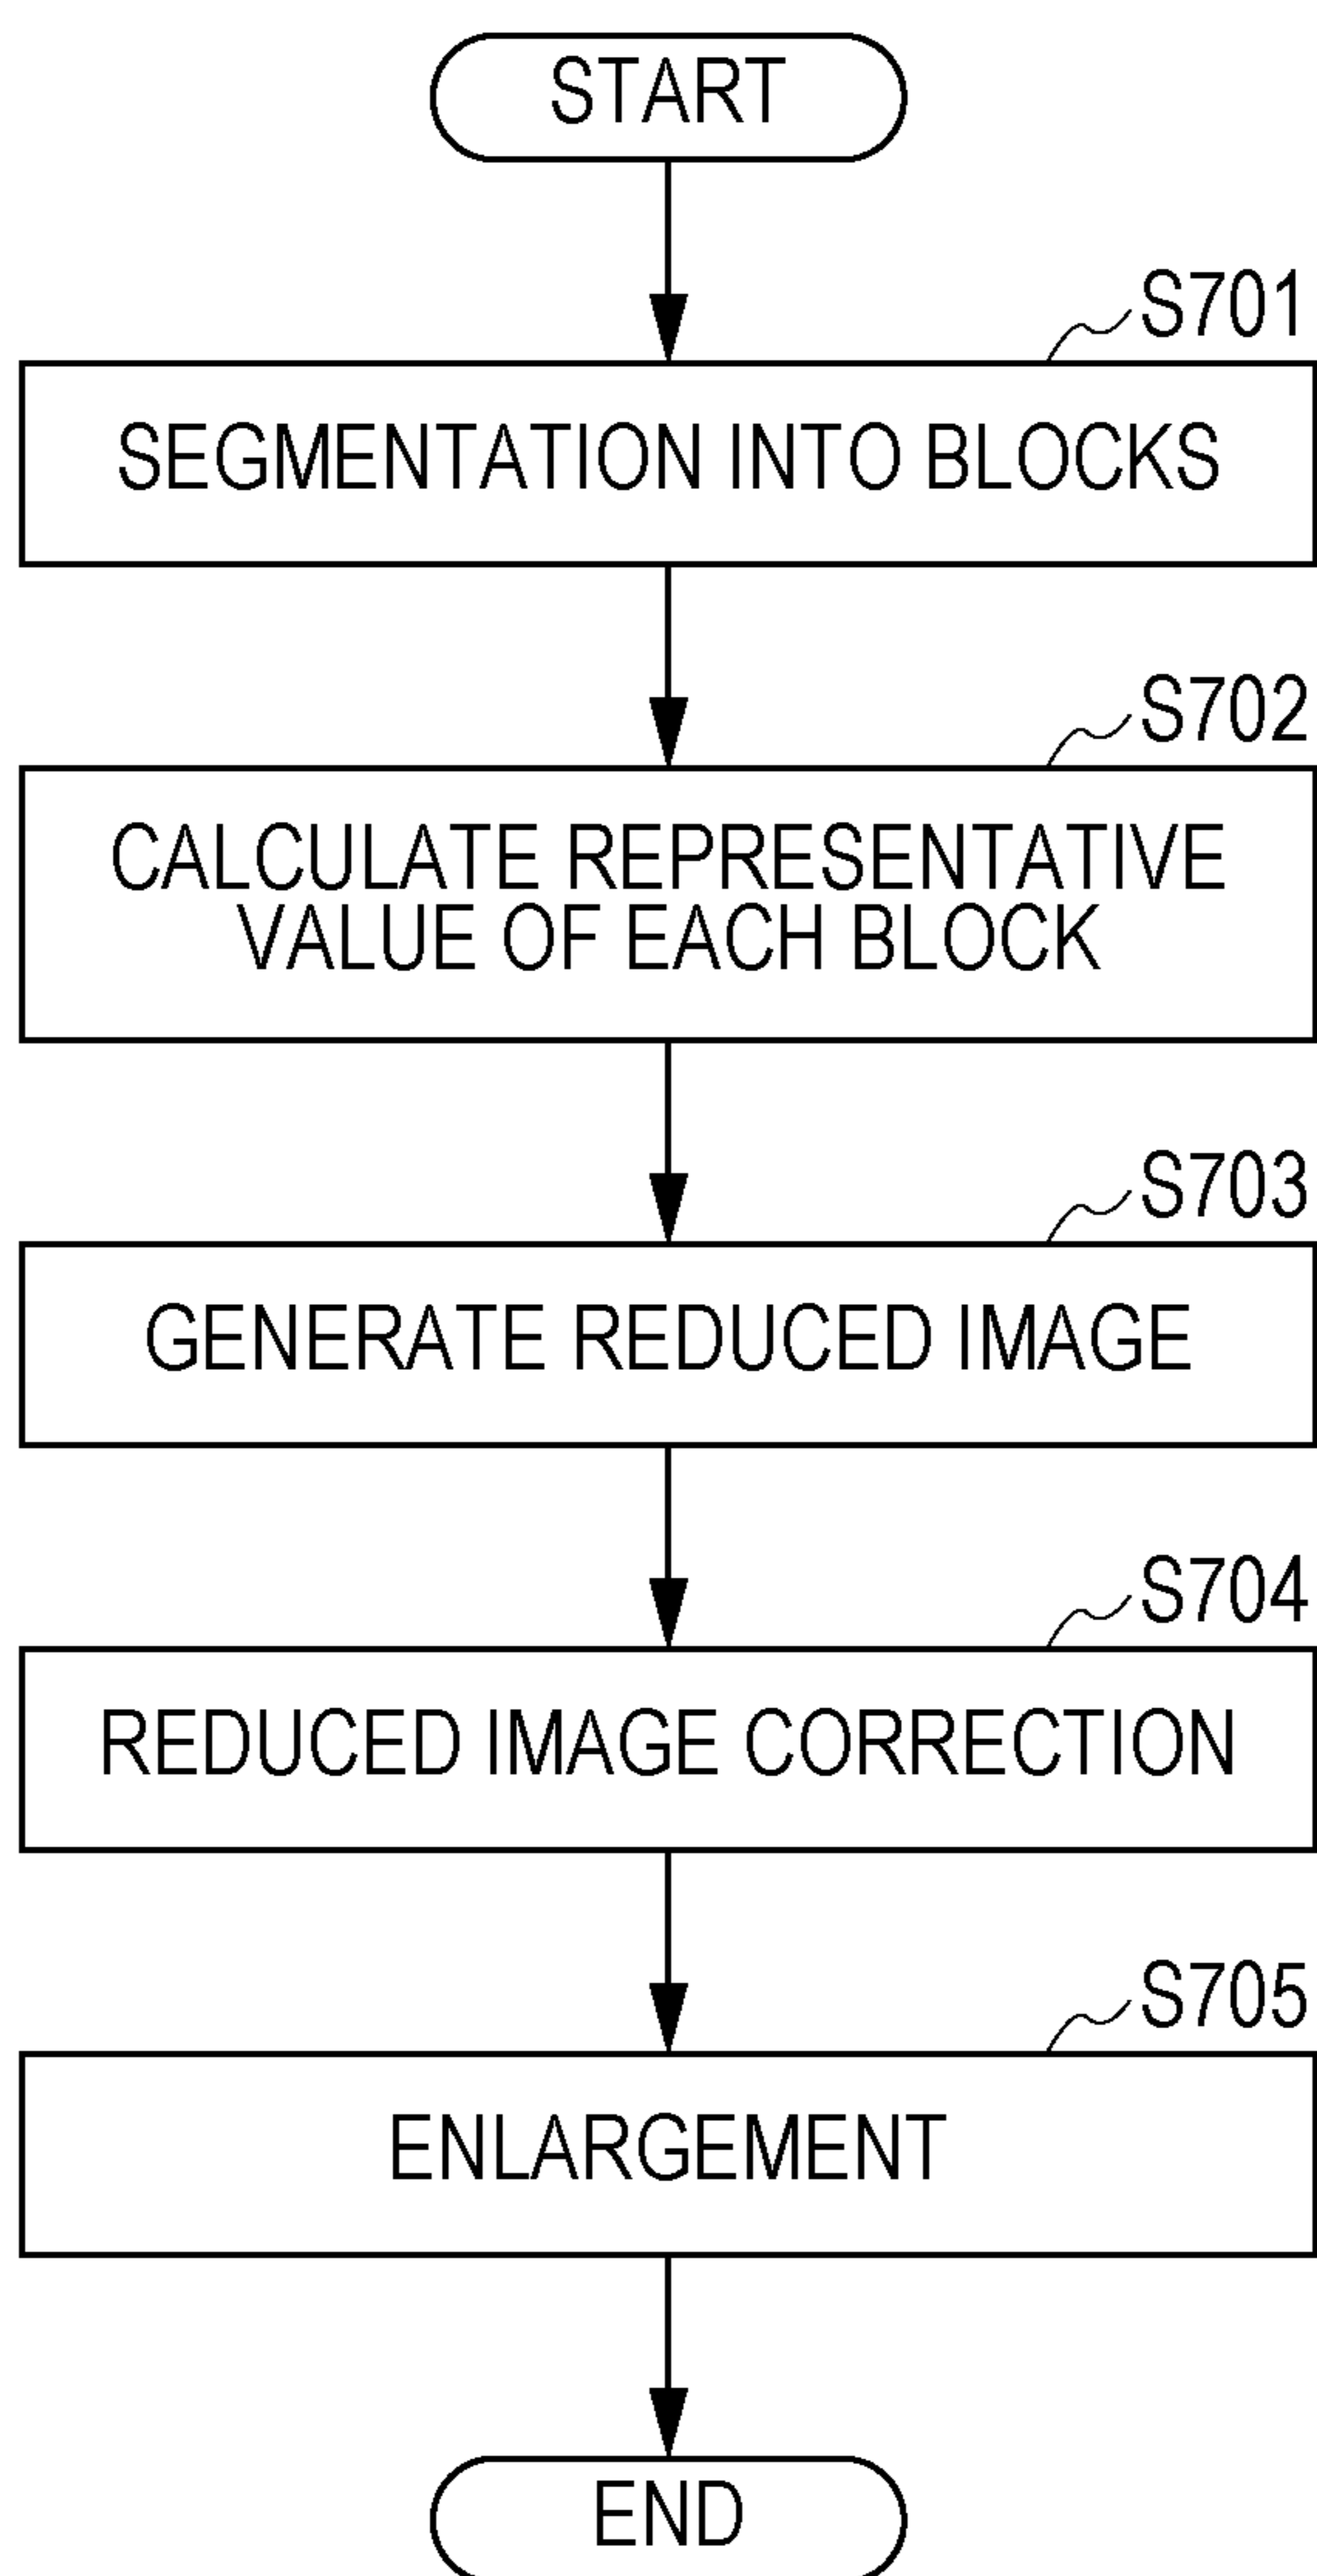 START
S701
SEGMENTATION INTO BLOCKS
S702
CALCULATE REPRESENTATIVE
VALUE OF EACH BLOCK
S703
GENERATE REDUCED IMAGE
S704
REDUCED IMAGE CORRECTION
S705
ENLARGEMENT
END